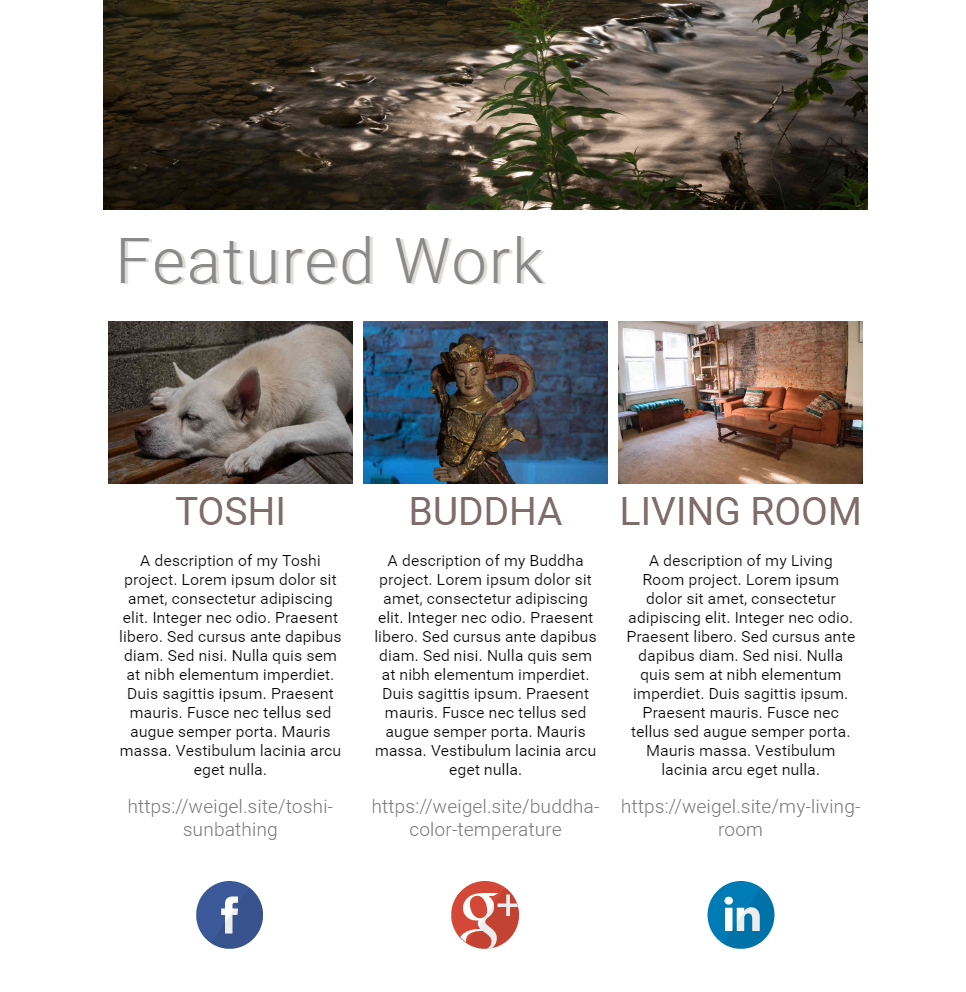 Featured Work
TOSHI
A description of my Toshi
project. Lorem ipsum dolor sit
amet, consectetur adipiscing
elit. Integer nec odio. Praesent
libero. Sed cursus ante dapibus
diam. Sed nisi. Nulla quis sem
at nibh elementum imperdiet.
Duis sagittis ipsum. Praesent
mauris. Fusce nec tellus sed
augue semper porta. Mauris
massa. Vestibulum lacinia arcu
eget nulla.
https://weigel.site/toshi-
sunbathing
BUDDHA
A description of my Buddha
project. Lorem ipsum dolor sit
amet, consectetur adipiscing
elit. Integer nec odio. Praesent
libero. Sed cursus ante dapibus
diam. Sed nisi. Nulla quis sem
at nibh elementum imperdiet.
Duis sagittis ipsum. Praesent
mauris. Fusce nec tellus sed
augue semper porta. Mauris
massa. Vestibulum lacinia arcu
eget nulla.
https://weigel.site/buddha-
color-temperature
LIVING ROOM
A description of my Living
Room project. Lorem ipsum
dolor sit amet, consectetur
adipiscing elit. Integer nec odio.
Praesent libero. Sed cursus ante
dapibus diam. Sed nisi. Nulla
quis sem at nibh elementum
imperdiet. Duis sagittis ipsum.
Praesent mauris. Fusce nec
tellus sed augue semper porta.
Mauris massa. Vestibulum
lacinia arcu eget nulla.
https://weigel.site/my-living-
room
f
g+
in